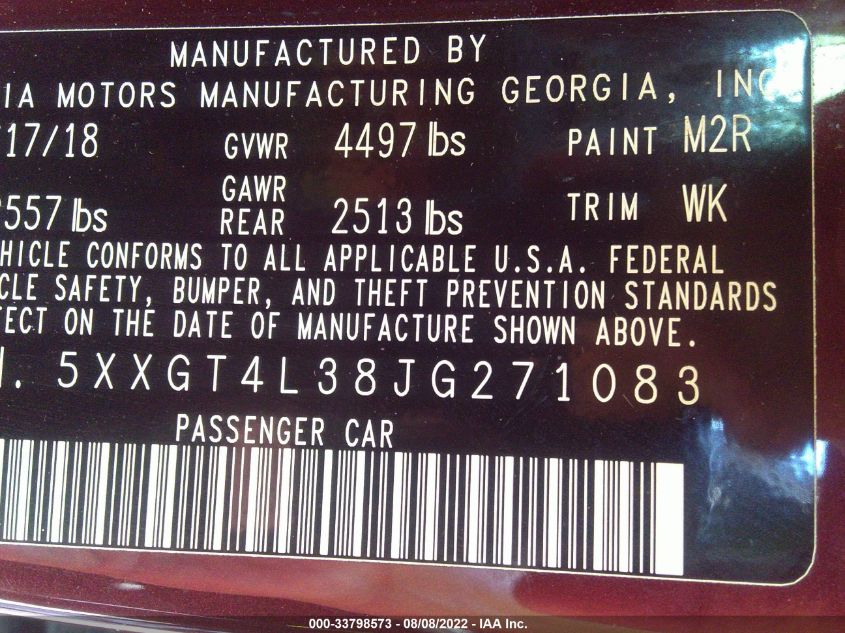 MANUFACTURED BY
IA MOTORS MANUFACTURING GEORGIA, INC
17/18 GVWR 4497 lbs PAINT M2R
557 lbs GAWR REAR 2513 lbs TRIM WK
HICLE CONFORMS TO ALL APPLICABLE U.S.A. FEDERAL
CLE SAFETY, BUMPER, AND THEFT PREVENTION STANDARDS
FECT ON THE DATE OF MANUFACTURE SHOWN ABOVE.
. 5XXGT4L38JG271083
PASSENGER CAR
000-33798573 - 08/08/2022 - IAA Inc.